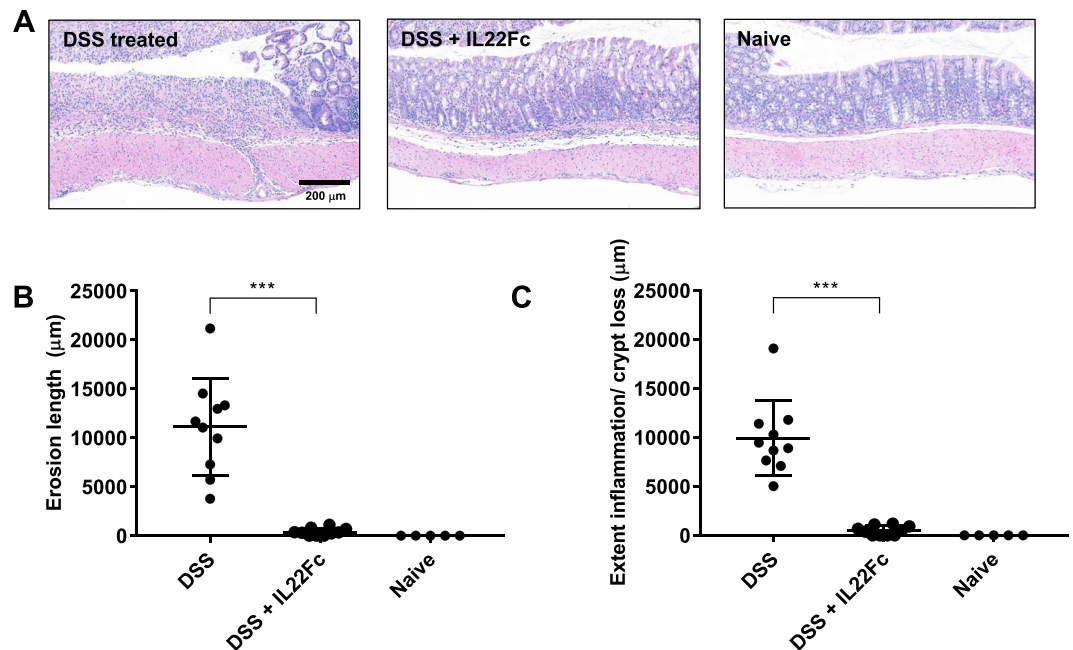 A
DSS treated
DSS + IL22Fc
Naive
200 μm
B
Erosion length (μm)
25000
20000
15000
10000
5000
0
***
DSS
DSS + IL22Fc
Naive
C
Extent inflammation/ crypt loss (μm)
25000
20000
15000
10000
5000
0
***
DSS
DSS + IL22Fc
Naive